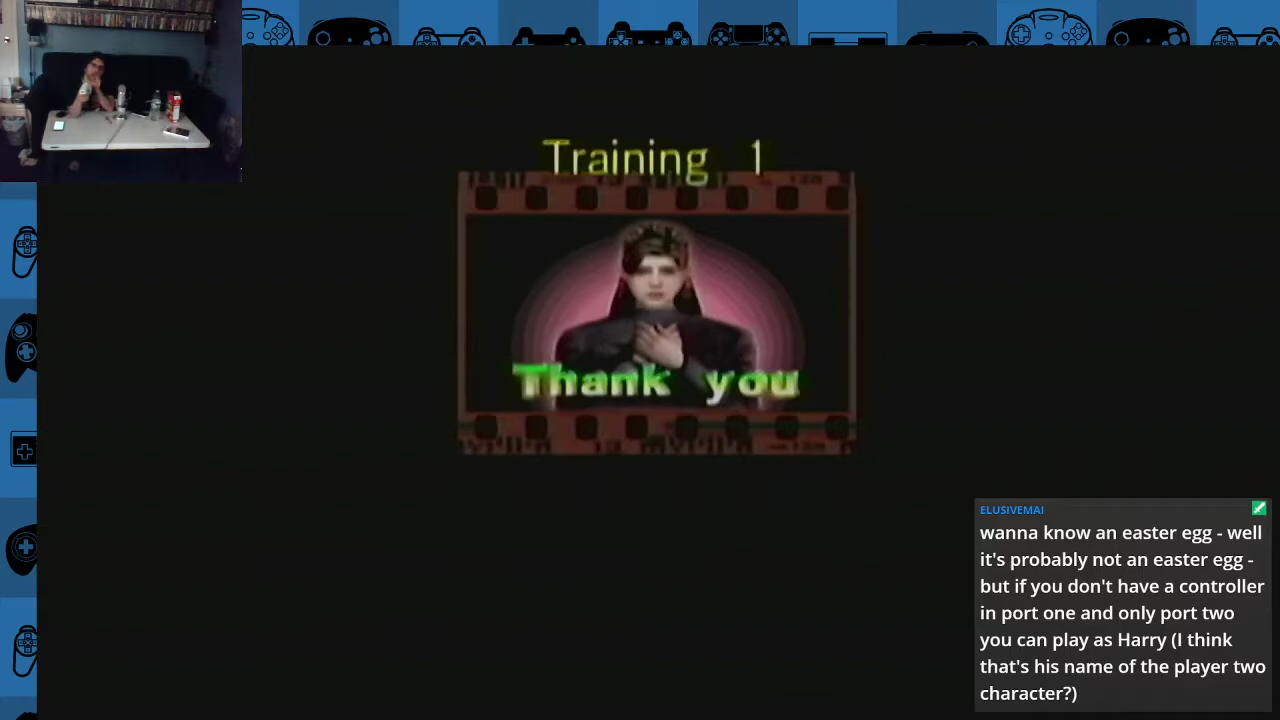 Training 1
Thank you
ELUSIVEMAI
wanna know an easter egg - well
it's probably not an easter egg -
but if you don't have a controller
in port one and only port two
you can play as Harry (I think
that's his name of the player two
character?)